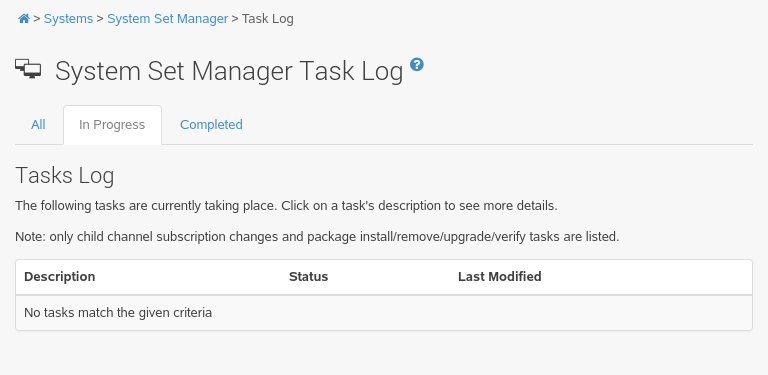 > Systems > System Set Manager > Task Log
System Set Manager Task Log ?
All In Progress Completed
Tasks Log
The following tasks are currently taking place. Click on a task's description to see more details.
Note: only child channel subscription changes and package install/remove/upgrade/verify tasks are listed.
Description Status Last Modified
No tasks match the given criteria